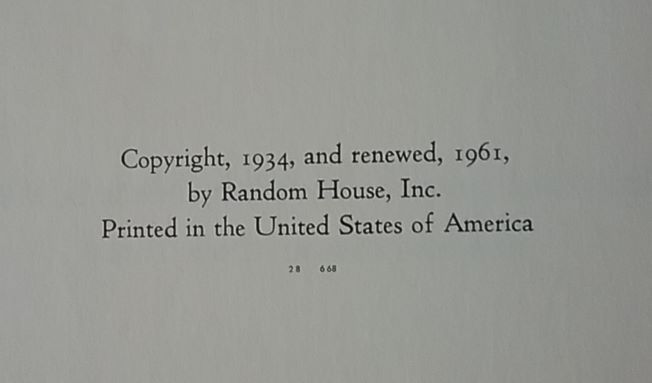 Copyright, 1934, and renewed, 1961,
by Random House, Inc.
Printed in the United States of America
28 668